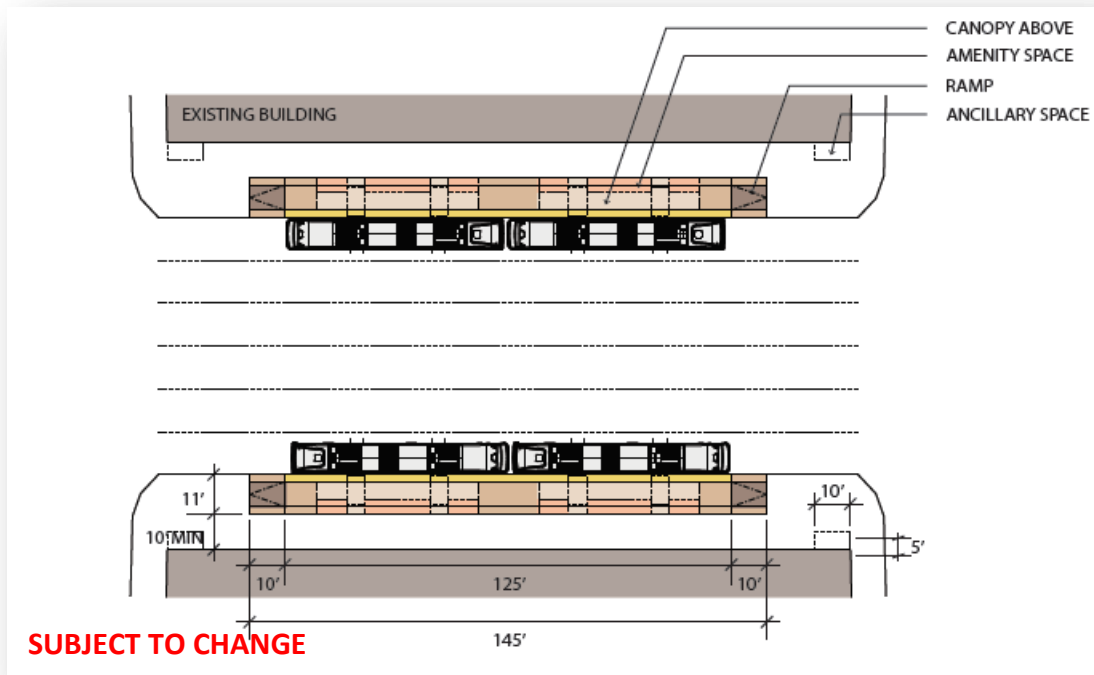 CANOPY ABOVE
AMENITY SPACE
RAMP
ANCILLARY SPACE
EXISTING BUILDING
11’
10’
10’ MIN
5’
10’
125’
10’
145’
SUBJECT TO CHANGE